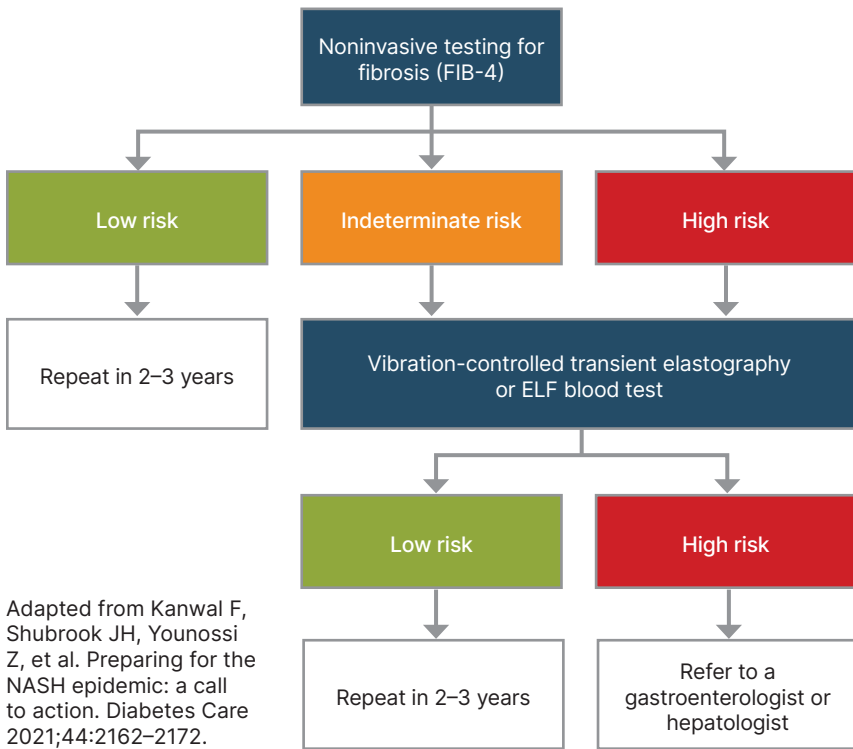 Noninvasive testing for
fibrosis (FIB-4)
Low risk
Indeterminate risk
High risk
Repeat in 2–3 years
Vibration-controlled transient elastography
or ELF blood test
Low risk
High risk
Repeat in 2–3 years
Refer to a
gastroenterologist or
hepatologist
Adapted from Kanwal F,
Shubrook JH, Younossi
Z, et al. Preparing for the
NASH epidemic: a call
to action. Diabetes Care
2021;44:2162–2172.